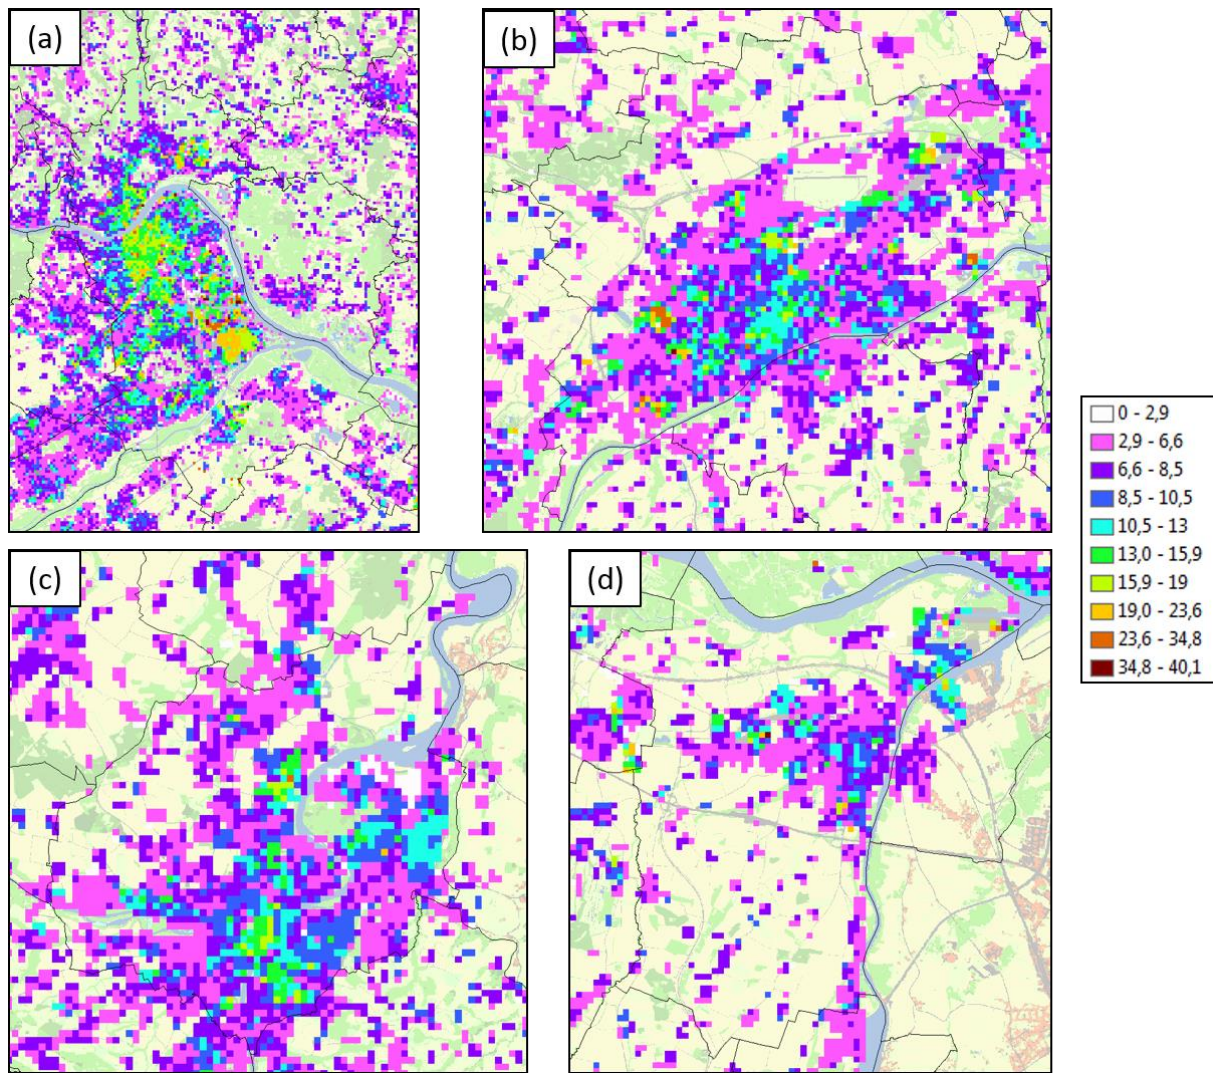 (a)
(b)
(c)
(d)
0 - 2,9
2,9 - 6,6
6,6 - 8,5
8,5 - 10,5
10,5 - 13
13,0 - 15,9
15,9 - 19
19,0 - 23,6
23,6 - 34,8
34,8 - 40,1